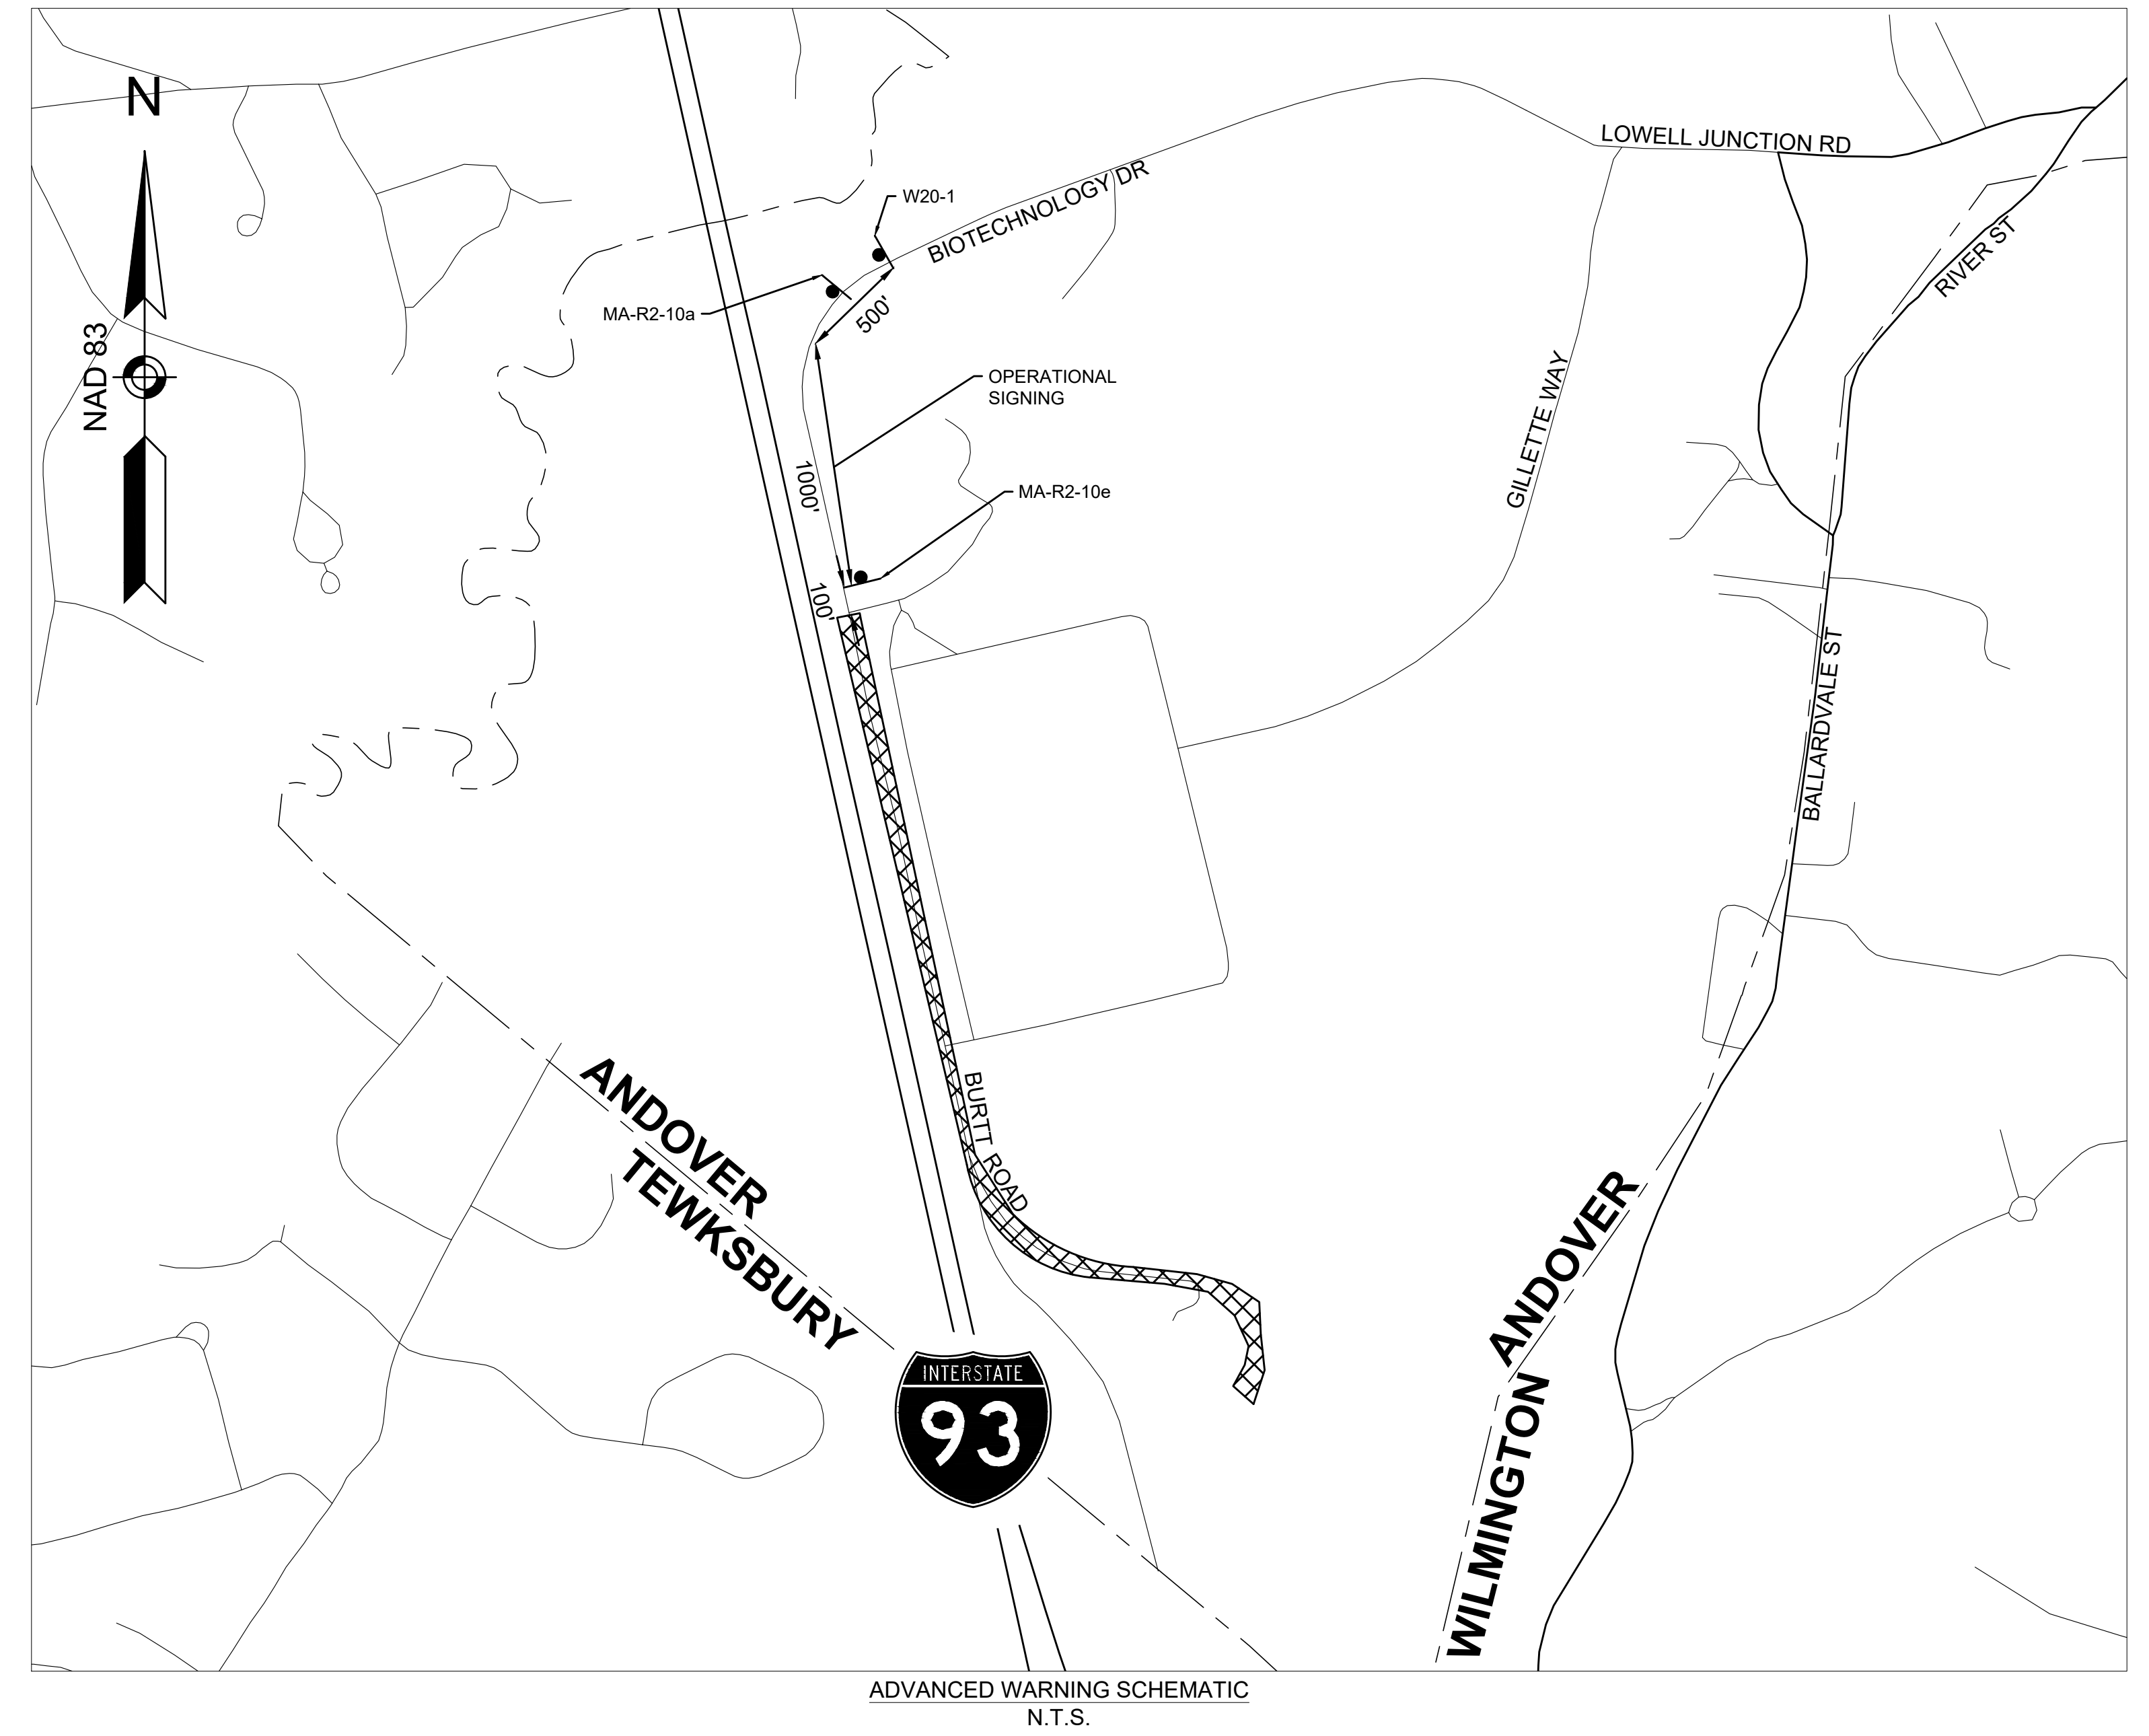 N
NAD 83
LOWELL JUNCTION RD
W20-1
BIOTECHNOLOGY DR
MA-R2-10a
500'
RIVER ST
OPERATIONAL
SIGNING
GILLETTE WAY
1000'
MA-R2-10e
100'
BALLARDVALE ST
BURTT ROAD
ANDOVER
TEWKSBURY
ANDOVER
WILMINGTON
INTERSTATE
93
ADVANCED WARNING SCHEMATIC
N.T.S.